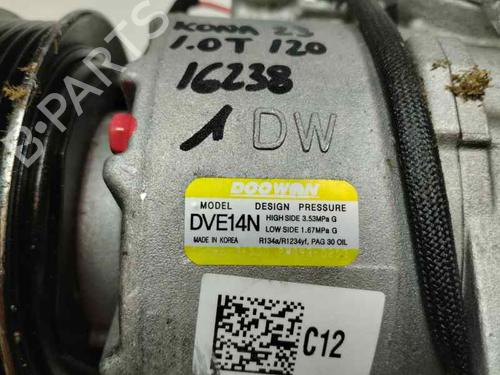 KONA 23
1.0T 120
16238
1 DW
B-PARTS
DOOWAN
MODEL DESIGN PRESSURE
DVE14N HIGH SIDE 3.53MPa G
LOW SIDE 1.67MPa G
MADE IN KOREA R134a/R1234yf, PAG 30 OIL
C12